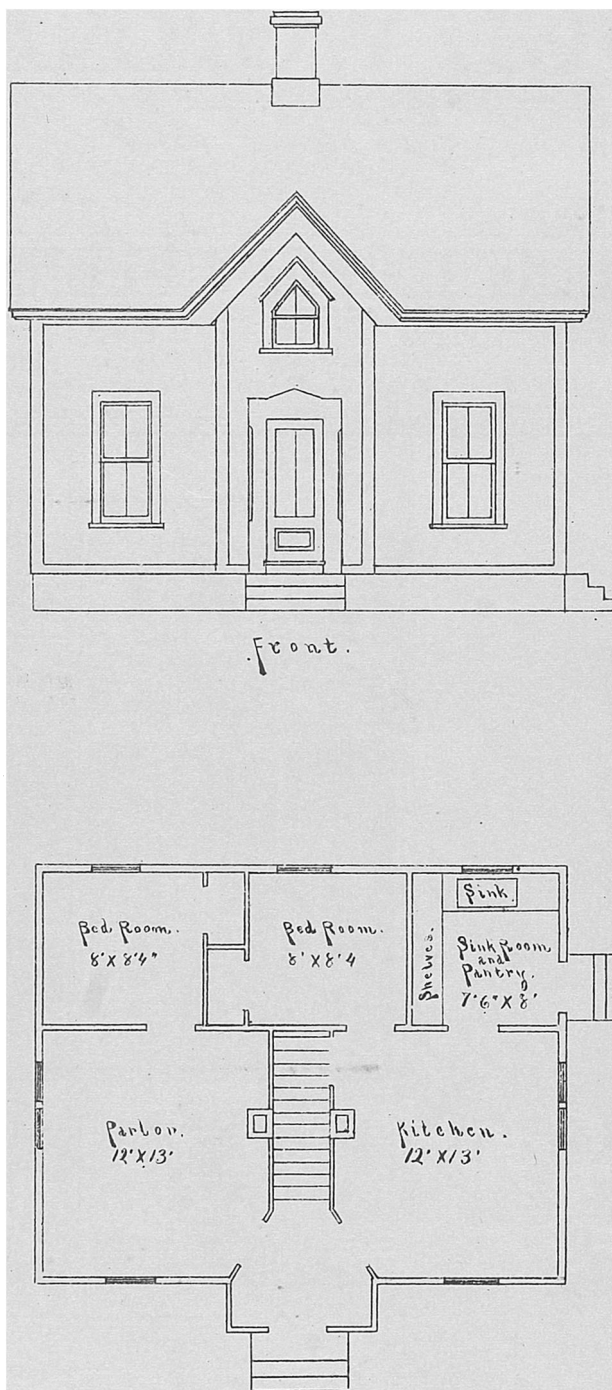 Front.
Bed Room.
8' X 8'4"
Bed Room.
8' X 8'4
Shelves.
Sink.
Sink Room
and
Pantry.
7'6" X 8'
Parlor.
12' X 13'
Kitchen.
12' X 13'